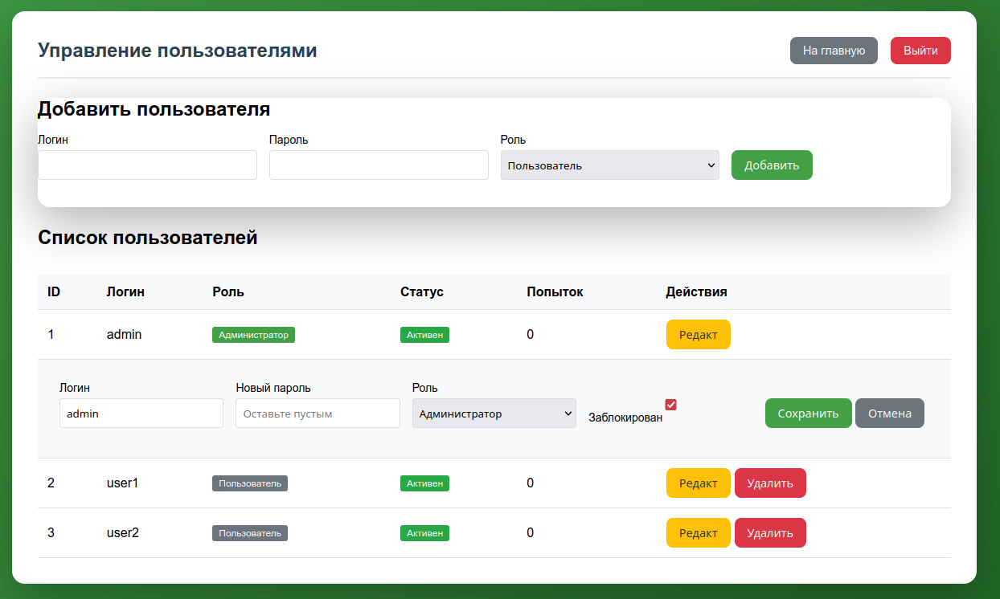 Управление пользователями На главную Выйти
Добавить пользователя
Логин Пароль Роль
Пользователь Добавить
Список пользователей
ID Логин Роль Статус Попыток Действия
1 admin Администратор Активен 0 Редакт
Логин Новый пароль Роль
admin Оставьте пустым Администратор Заблокирован Сохранить Отмена
2 user1 Пользователь Активен 0 Редакт Удалить
3 user2 Пользователь Активен 0 Редакт Удалить